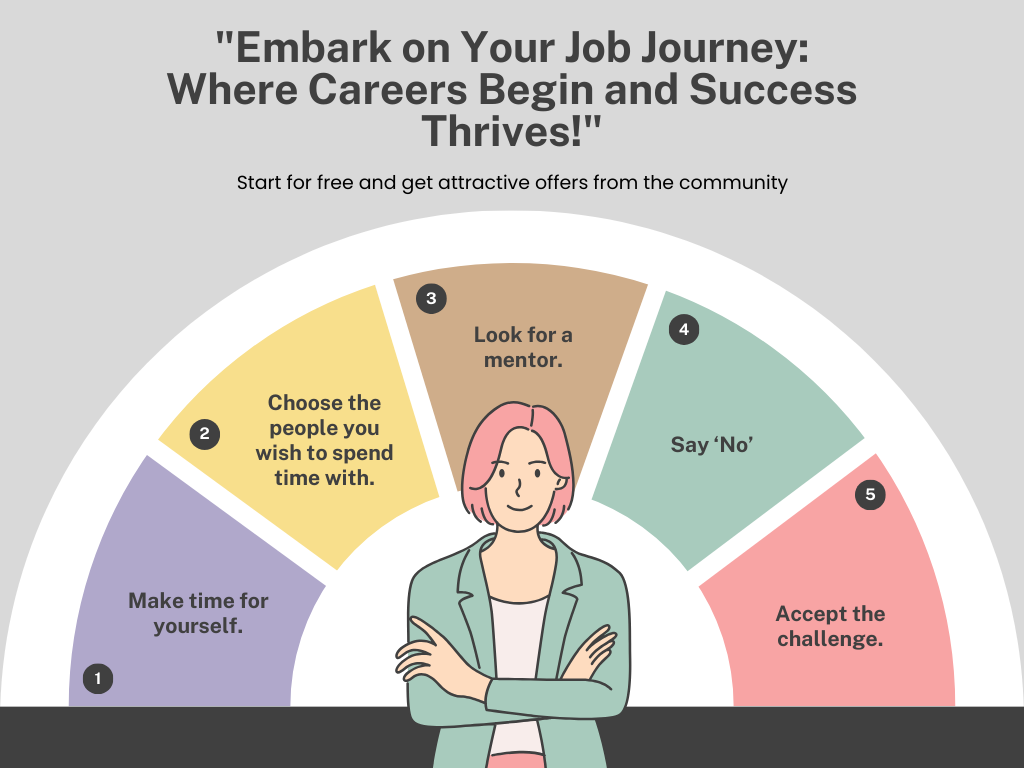 "Embark on Your Job Journey:
Where Careers Begin and Success
Thrives!"
Start for free and get attractive offers from the community
1
Make time for
yourself.
2
Choose the
people you
wish to spend
time with.
3
Look for a
mentor.
4
Say ‘No’
5
Accept the
challenge.